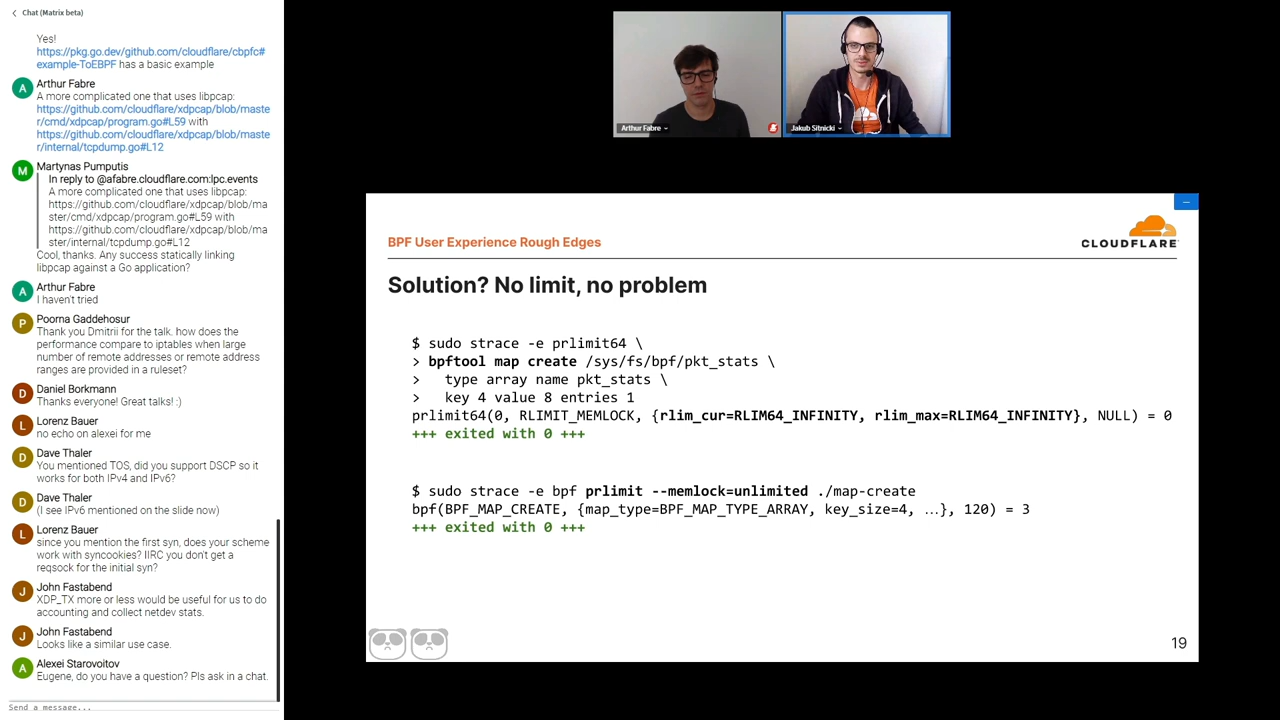 Chat (Matrix beta)
Yes!
https://pkg.go.dev/github.com/cloudflare/cbpfc#
example-ToEBPF has a basic example
A
Arthur Fabre
A more complicated one that uses libpcap:
https://github.com/cloudflare/xdpcap/blob/maste
r/cmd/xdpcap/program.go#L59 with
https://github.com/cloudflare/xdpcap/blob/maste
r/internal/tcpdump.go#L12
M
Martynas Pumputis
In reply to @afabre.cloudflare.com:lpc.events
A more complicated one that uses libpcap:
https://github.com/cloudflare/xdpcap/blob/ma
ster/cmd/xdpcap/program.go#L59 with
https://github.com/cloudflare/xdpcap/blob/ma
ster/internal/tcpdump.go#L12
Cool, thanks. Any success statically linking
libpcap against a Go application?
A
Arthur Fabre
I haven't tried
P
Poorna Gaddehosur
Thank you Dmitrii for the talk. how does the
performance compare to iptables when large
number of remote addresses or remote address
ranges are provided in a ruleset?
D
Daniel Borkmann
Thanks everyone! Great talks! :)
L
Lorenz Bauer
no echo on alexei for me
D
Dave Thaler
You mentioned TOS, did you support DSCP so it
works for both IPv4 and IPv6?
D
Dave Thaler
(I see IPv6 mentioned on the slide now)
L
Lorenz Bauer
since you mention the first syn, does your scheme
work with syncookies? IIRC you don't get a
reqsock for the initial syn?
J
John Fastabend
XDP_TX more or less would be useful for us to do
accounting and collect netdev stats.
J
John Fastabend
Looks like a similar use case.
A
Alexei Starovoitov
Eugene, do you have a question? Pls ask in a chat.
Send a message...
Arthur Fabre
Jakub Sitnicki
BPF User Experience Rough Edges
CLOUDFLARE
Solution? No limit, no problem
$ sudo strace -e prlimit64 \
> bpftool map create /sys/fs/bpf/pkt_stats \
> type array name pkt_stats \
> key 4 value 8 entries 1
prlimit64(0, RLIMIT_MEMLOCK, {rlim_cur=RLIM64_INFINITY, rlim_max=RLIM64_INFINITY}, NULL) = 0
+++ exited with 0 +++
$ sudo strace -e bpf prlimit --memlock=unlimited ./map-create
bpf(BPF_MAP_CREATE, {map_type=BPF_MAP_TYPE_ARRAY, key_size=4, …}, 120) = 3
+++ exited with 0 +++
19